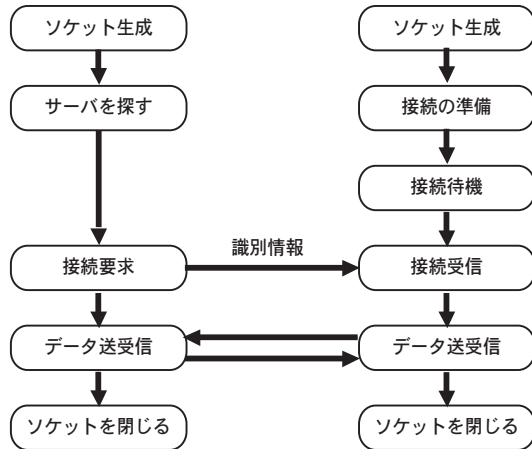 ソケット生成
ソケット生成
サーバを探す
接続の準備
接続待機
識別情報
接続要求
接続受信
データ送受信
データ送受信
ソケットを閉じる
ソケットを閉じる